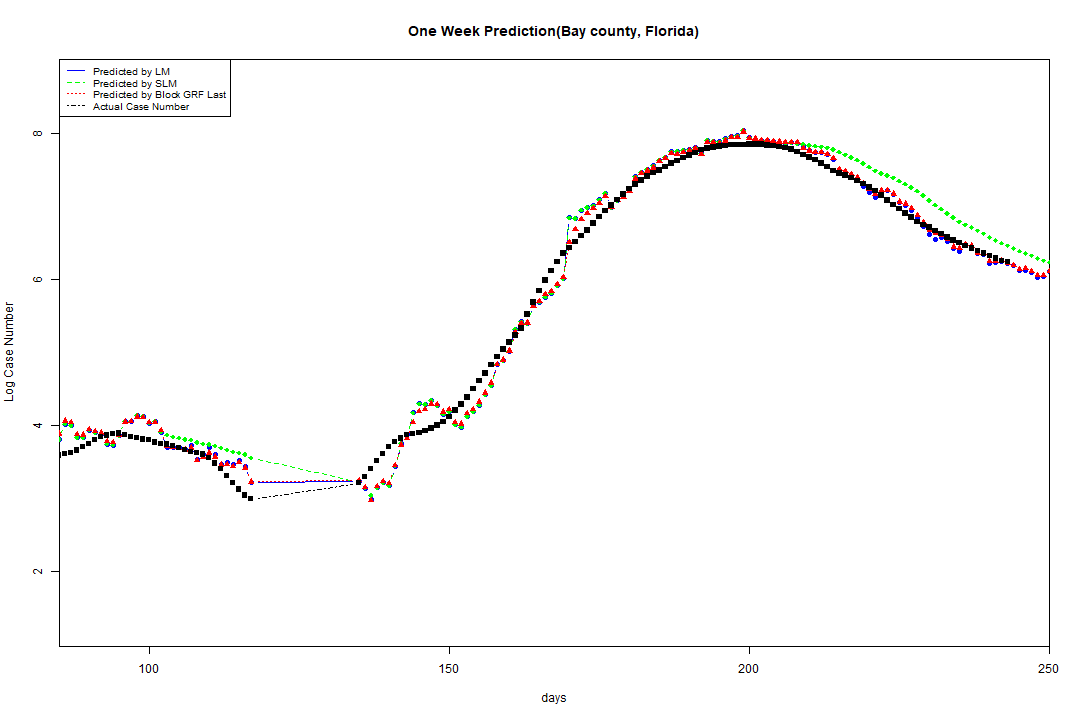 One Week Prediction(Bay county, Florida)
Predicted by LM
Predicted by SLM
Predicted by Block GRF Last
Actual Case Number
8
6
4
2
Log Case Number
100 150 200 250
days